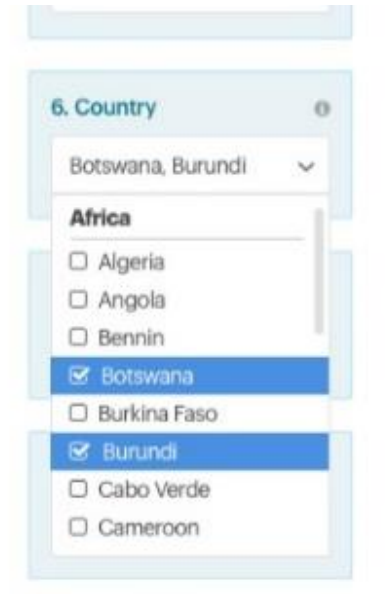 6. Country
Botswana, Burundi
Africa
Algeria
Angola
Bennin
Botswana
Burkina Faso
Burundi
Cabo Verde
Cameroon